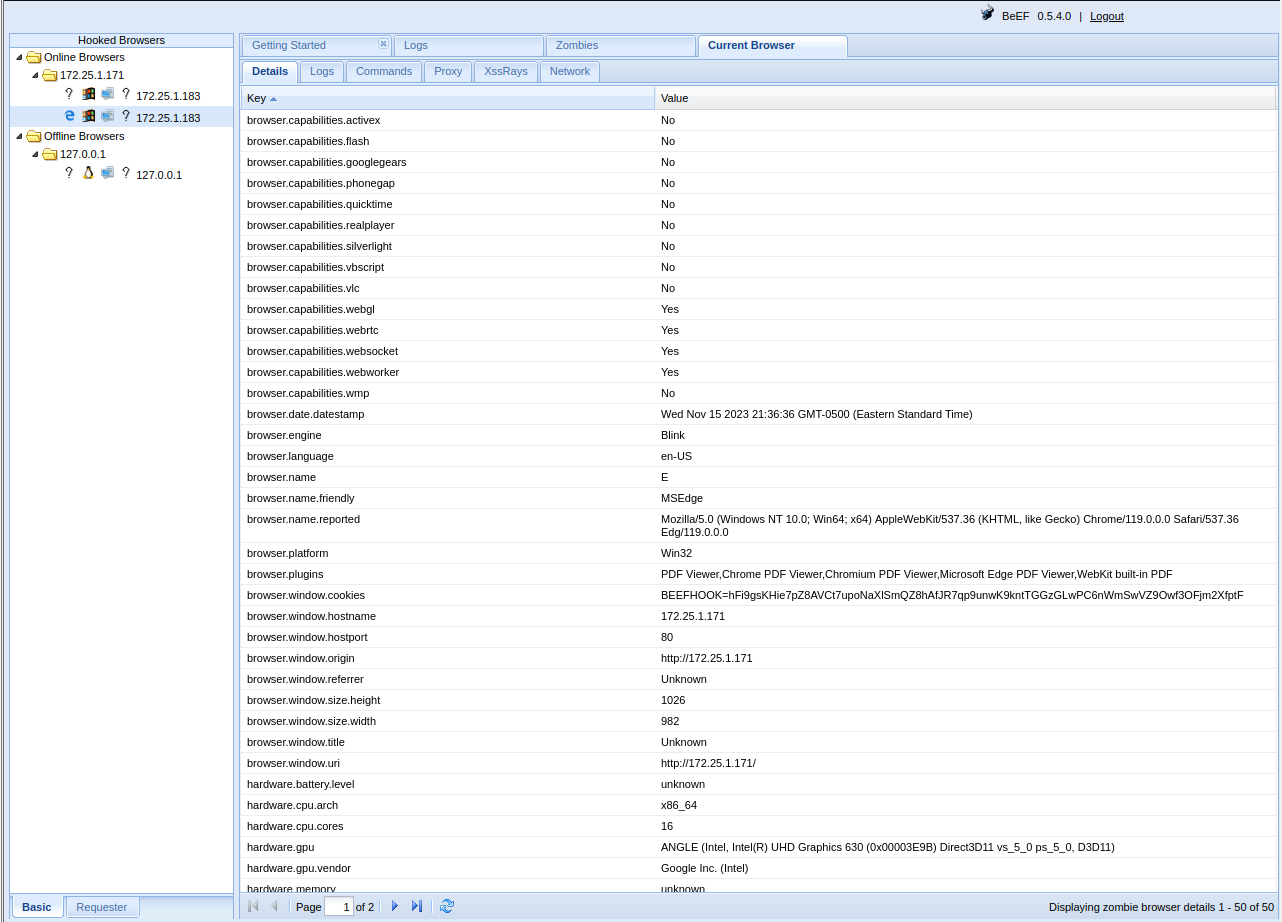 BeEF 0.5.4.0 | Logout
Hooked Browsers
Online Browsers
172.25.1.171
? ? 172.25.1.183
? 172.25.1.183
Offline Browsers
127.0.0.1
? ? 127.0.0.1
Basic Requester
Getting Started Logs Zombies Current Browser
Details Logs Commands Proxy XssRays Network
Key Value
browser.capabilities.activex No
browser.capabilities.flash No
browser.capabilities.googlegears No
browser.capabilities.phonegap No
browser.capabilities.quicktime No
browser.capabilities.realplayer No
browser.capabilities.silverlight No
browser.capabilities.vbscript No
browser.capabilities.vlc No
browser.capabilities.webgl Yes
browser.capabilities.webrtc Yes
browser.capabilities.websocket Yes
browser.capabilities.webworker Yes
browser.capabilities.wmp No
browser.date.datestamp Wed Nov 15 2023 21:36:36 GMT-0500 (Eastern Standard Time)
browser.engine Blink
browser.language en-US
browser.name E
browser.name.friendly MSEdge
browser.name.reported Mozilla/5.0 (Windows NT 10.0; Win64; x64) AppleWebKit/537.36 (KHTML, like Gecko) Chrome/119.0.0.0 Safari/537.36
Edg/119.0.0.0
browser.platform Win32
browser.plugins PDF Viewer,Chrome PDF Viewer,Chromium PDF Viewer,Microsoft Edge PDF Viewer,WebKit built-in PDF
browser.window.cookies BEEFHOOK=hFi9gsKHie7pZ8AVCt7upoNaXlSmQZ8hAfJR7qp9unwK9kntTGGzGLwPC6nWmSwVZ9Owf3OFjm2XfptF
browser.window.hostname 172.25.1.171
browser.window.hostport 80
browser.window.origin http://172.25.1.171
browser.window.referrer Unknown
browser.window.size.height 1026
browser.window.size.width 982
browser.window.title Unknown
browser.window.uri http://172.25.1.171/
hardware.battery.level unknown
hardware.cpu.arch x86_64
hardware.cpu.cores 16
hardware.gpu ANGLE (Intel, Intel(R) UHD Graphics 630 (0x00003E9B) Direct3D11 vs_5_0 ps_5_0, D3D11)
hardware.gpu.vendor Google Inc. (Intel)
hardware.memory unknown
Page 1 of 2 Displaying zombie browser details 1 - 50 of 50